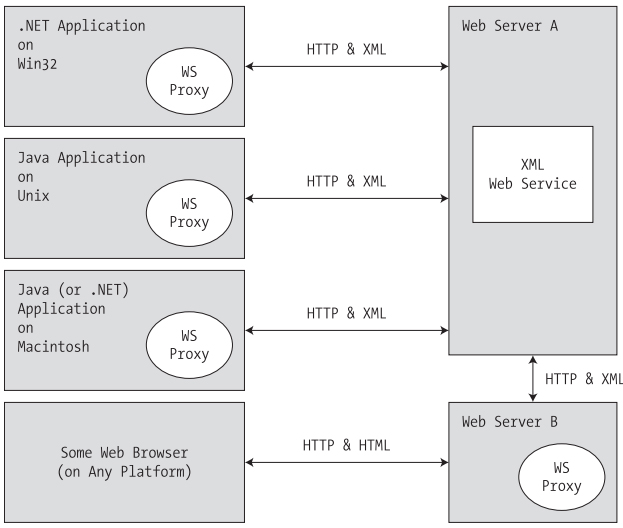 .NET Application
on
Win32
WS
Proxy
HTTP & XML
Web Server A
XML
Web Service
Java Application
on
Unix
WS
Proxy
HTTP & XML
Java (or .NET)
Application
on
Macintosh
WS
Proxy
HTTP & XML
HTTP & XML
Some Web Browser
(on Any Platform)
HTTP & HTML
Web Server B
WS
Proxy